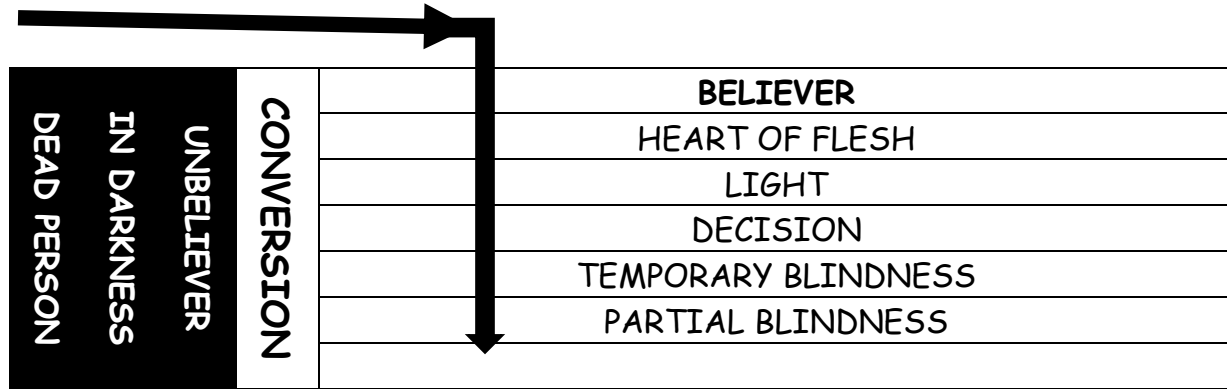 DEAD PERSON
IN DARKNESS
UNBELIEVER
CONVERSION
BELIEVER
HEART OF FLESH
LIGHT
DECISION
TEMPORARY BLINDNESS
PARTIAL BLINDNESS